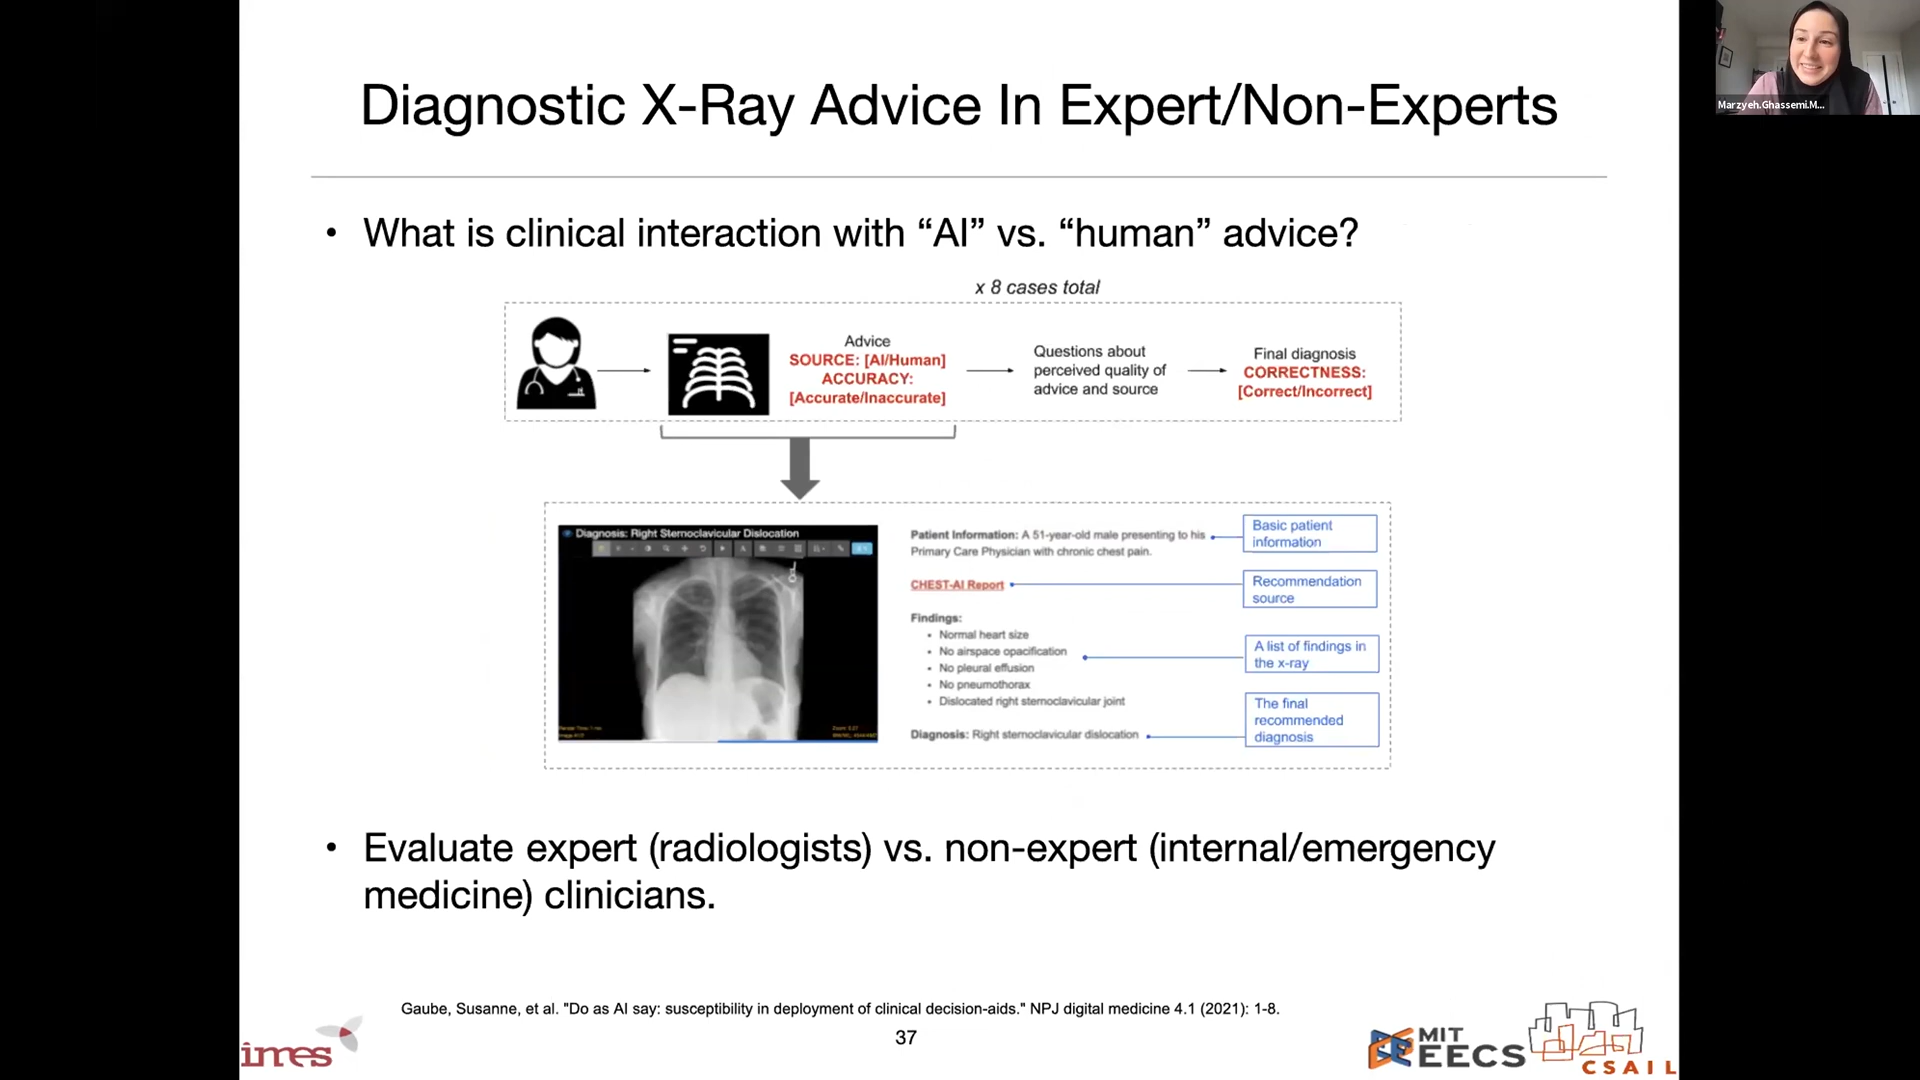 Diagnostic X-Ray Advice In Expert/Non-Experts
Marzyeh.Ghassemi.M...
• What is clinical interaction with “AI” vs. “human” advice?
x 8 cases total
Advice
SOURCE: [AI/Human]
ACCURACY:
[Accurate/Inaccurate]
Questions about
perceived quality of
advice and source
Final diagnosis
CORRECTNESS:
[Correct/Incorrect]
Diagnosis: Right Sternoclavicular Dislocation
Patient Information: A 51-year-old male presenting to his
Primary Care Physician with chronic chest pain.
CHEST-AI Report
Findings:
• Normal heart size
• No airspace opacification
• No pleural effusion
• No pneumothorax
• Dislocated right sternoclavicular joint
Diagnosis: Right sternoclavicular dislocation
Basic patient
information
Recommendation
source
A list of findings in
the x-ray
The final
recommended
diagnosis
• Evaluate expert (radiologists) vs. non-expert (internal/emergency
medicine) clinicians.
Gaube, Susanne, et al. "Do as AI say: susceptibility in deployment of clinical decision-aids." NPJ digital medicine 4.1 (2021): 1-8.
37
imes
MIT
EECS
CSAIL